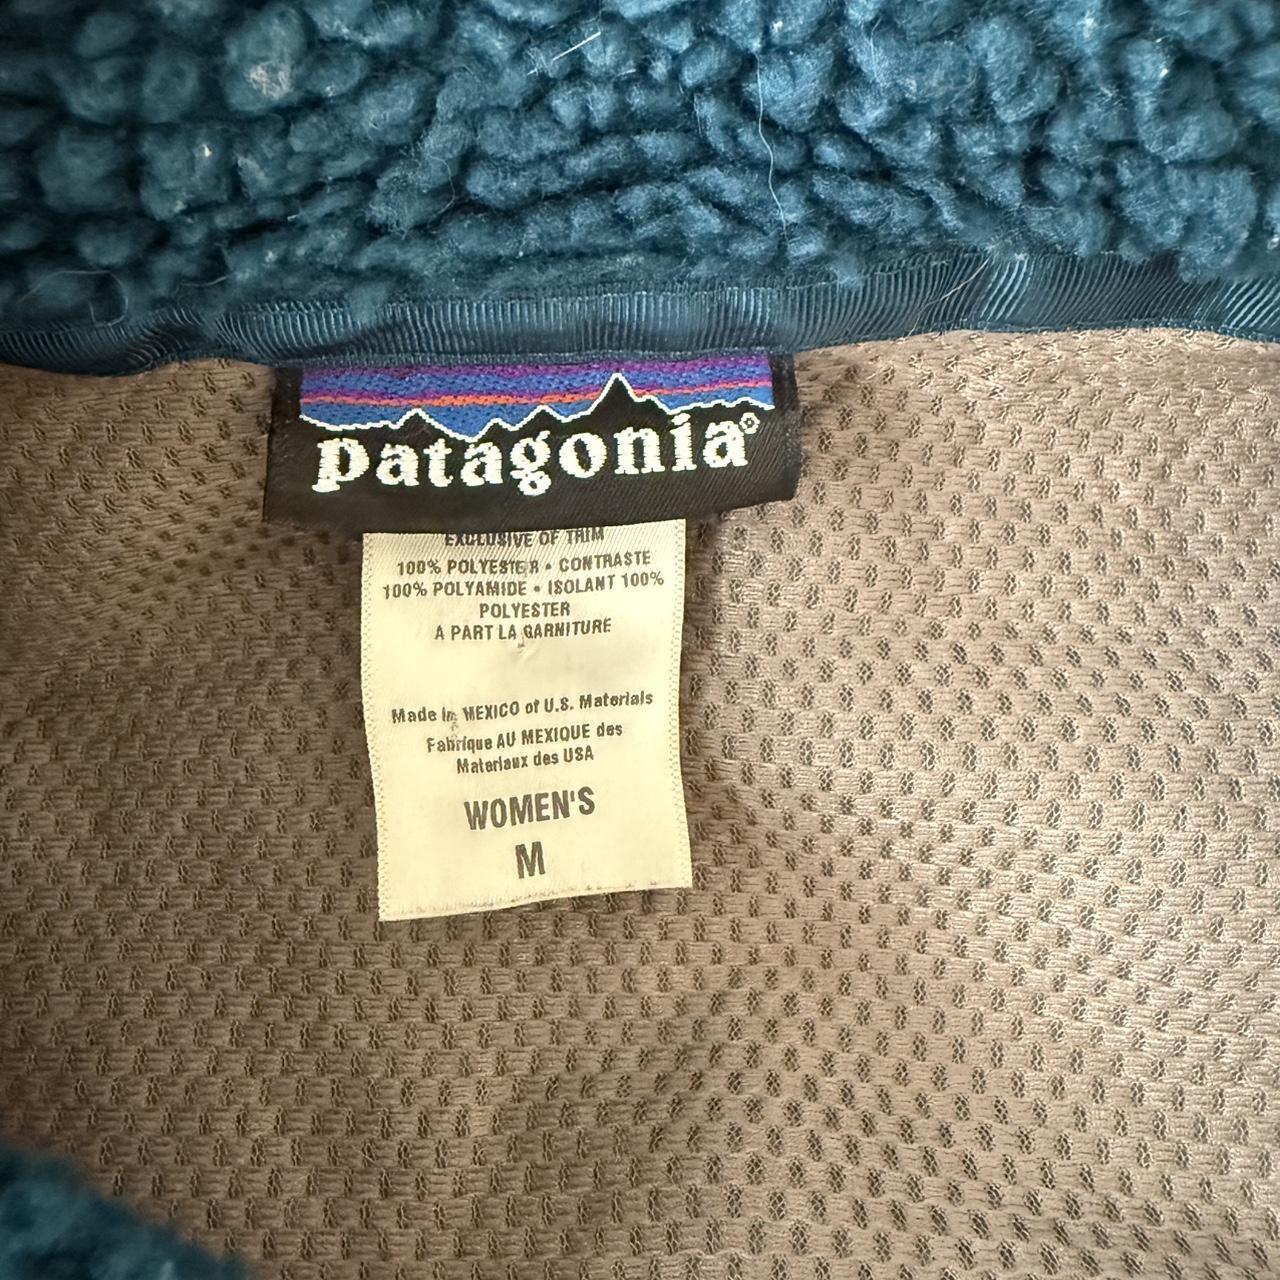 patagonia®
EXCLUSIVE OF TRIM
100% POLYESTER • CONTRASTE
100% POLYAMIDE • ISOLANT 100%
POLYESTER
A PART LA GARNITURE
Made in MEXICO of U.S. Materials
Fabrique AU MEXIQUE des
Materiaux des USA
WOMEN'S
M